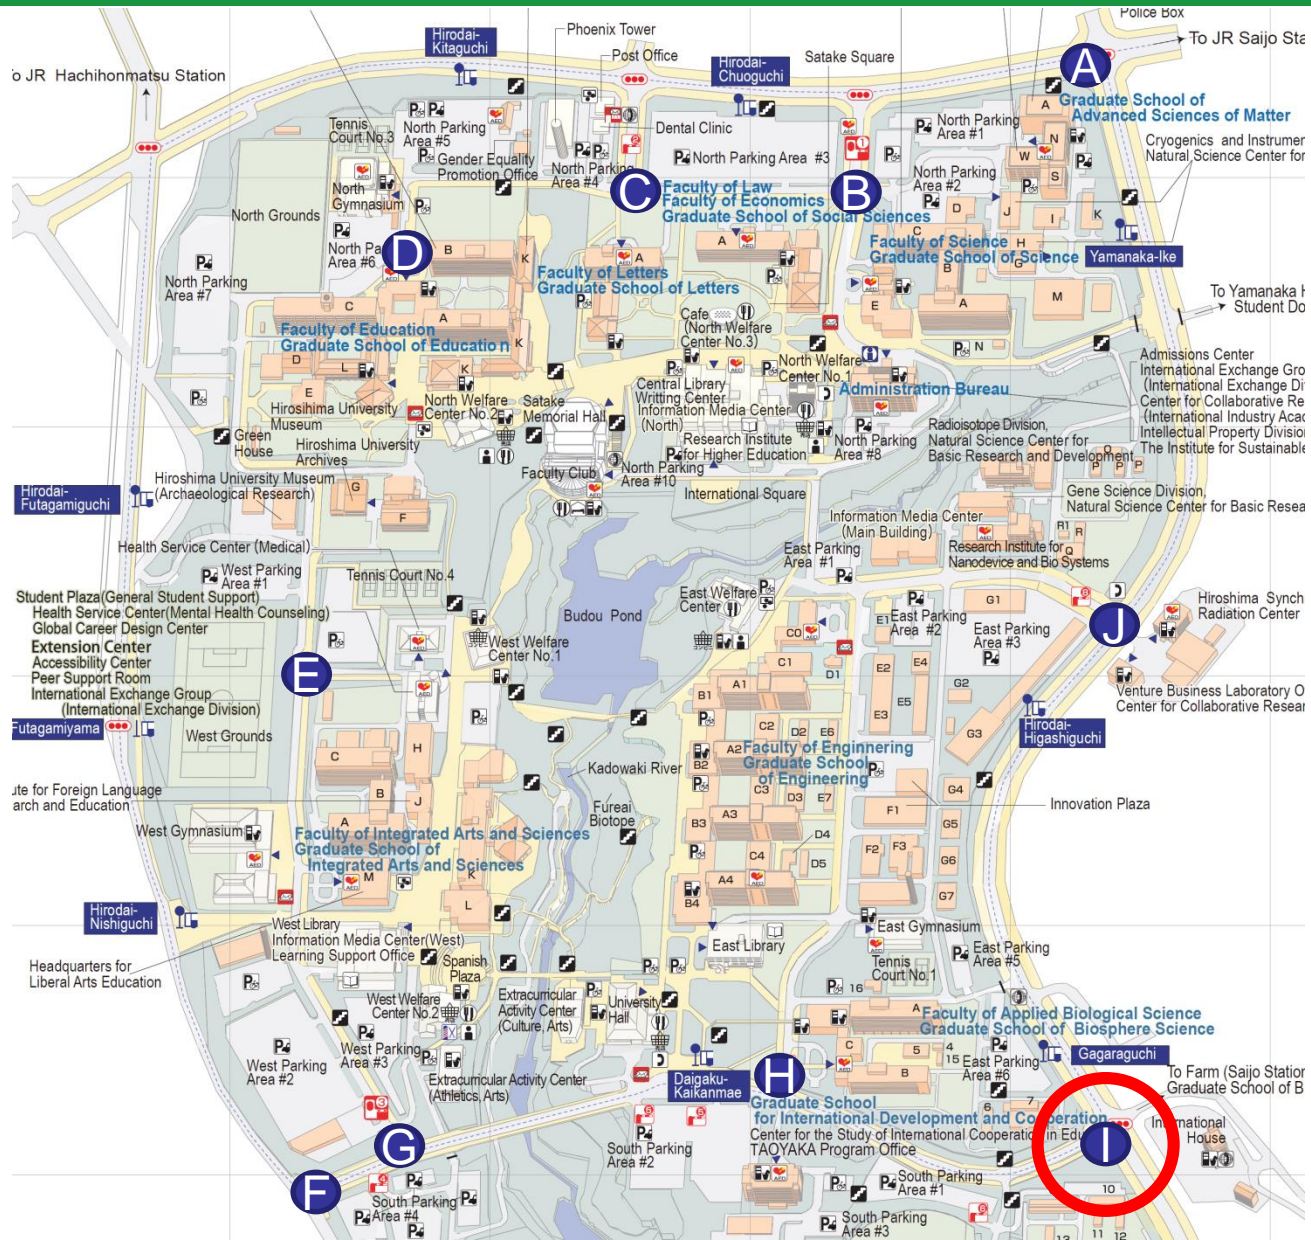 Police Box
To JR Saijo Sta
Phoenix Tower
Post Office
Hirodai-
Kitaguchi
Hirodai-
Chuoguchi
Satake Square
A
To JR Hachihonmatsu Station
Graduate School of
Advanced Sciences of Matter
Tennis
Court No.3
North Parking
Area #5
Dental Clinic
North Parking
Area #1
Cryogenics and Instrumen
Natural Science Center for
Gender Equality
Promotion Office
North Parking
Area #4
North Parking Area #3
North Parking
Area #2
North
Gymnasium
C
B
Faculty of Law
Faculty of Economics
Graduate School of Social Sciences
North Grounds
D
North Pa
Area #6
Faculty of Science
Graduate School of Science
Yamanaka-Ike
North Parking
Area #7
Faculty of Letters
Graduate School of Letters
To Yamanaka H
Student Do
Faculty of Education
Graduate School of Education
Cafe
(North Welfare
Center No.3)
North Welfare
Center No.1
Administration Bureau
Admissions Center
International Exchange Gro
(International Exchange Di
Center for Collaborative Re
(International Industry Acad
Intellectual Property Division
The Institute for Sustainable
Hirosihima University
Museum
North Welfare
Center No.2
Satake
Memorial Hall
Central Library
Writting Center
Information Media Center
(North)
Research Institute
for Higher Education
North Parking
Area #8
Radioisotope Division,
Natural Science Center for
Basic Research and Development
Green
House
Hiroshima University
Archives
Faculty Club
North Parking
Area #10
International Square
Hirodai-
Futagamiguchi
Hiroshima University Museum
(Archaeological Research)
Gene Science Division,
Natural Science Center for Basic Resea
Information Media Center
(Main Building)
Research Institute for
Nanodevice and Bio Systems
Health Service Center (Medical)
West Parking
Area #1
Tennis Court No.4
East Parking
Area #1
Student Plaza(General Student Support)
Health Service Center(Mental Health Counseling)
Global Career Design Center
Extension Center
Accessibility Center
Peer Support Room
International Exchange Group
(International Exchange Division)
Budou Pond
East Welfare
Center
East Parking
Area #2
East Parking
Area #3
J
Hiroshima Synch
Radiation Center
West Welfare
Center No.1
E
Venture Business Laboratory O
Center for Collaborative Resear
Futagamiyama
West Grounds
Hirodai-
Higashiguchi
Faculty of Enginnering
Graduate School
of Engineering
Kadowaki River
ute for Foreign Language
arch and Education
Fureai
Biotope
Innovation Plaza
West Gymnasium
Faculty of Integrated Arts and Sciences
Graduate School of
Integrated Arts and Sciences
Hirodai-
Nishiguchi
West Library
Information Media Center(West)
Learning Support Office
East Library
East Gymnasium
Tennis
Court No.1
East Parking
Area #5
Headquarters for
Liberal Arts Education
Spanish
Plaza
West Welfare
Center No.2
Extracurricular
Activity Center
(Culture, Arts)
University
Hall
Faculty of Applied Biological Science
Graduate School of Biosphere Science
West Parking
Area #2
West Parking
Area #3
Extracurricular Activity Center
(Athletics, Arts)
Daigaku-
Kaikanmae
H
East Parking
Area #6
Gagaraguchi
To Farm (Saijo Station
Graduate School of B
Graduate School
for International Development and Cooperation
Center for the Study of International Cooperation in Edu
TAOYAKA Program Office
I
International
House
G
South Parking
Area #2
F
South Parking
Area #4
South Parking
Area #1
South Parking
Area #3